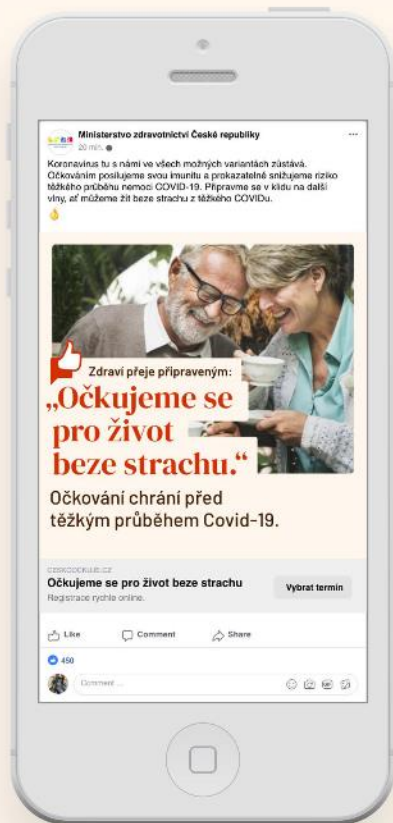 Ministerstvo zdravotnictví České republiky
20 min.
Koronavirus tu s námi ve všech možných variantách zůstává.
Očkováním posilujeme svou imunitu a prokazatelně snižujeme riziko
těžkého průběhu nemoci COVID-19. Připravme se v klidu na další
vlny, ať můžeme žít beze strachu z těžkého COVIDu.
Zdraví přeje připraveným:
„Očkujeme se
pro život
beze strachu.“
Očkování chrání před
těžkým průběhem Covid-19.
CESKOOCKUJE.CZ
Očkujeme se pro život beze strachu
Registrace rychle online.
Vybrat termín
Like
Comment
Share
450
Comment ...